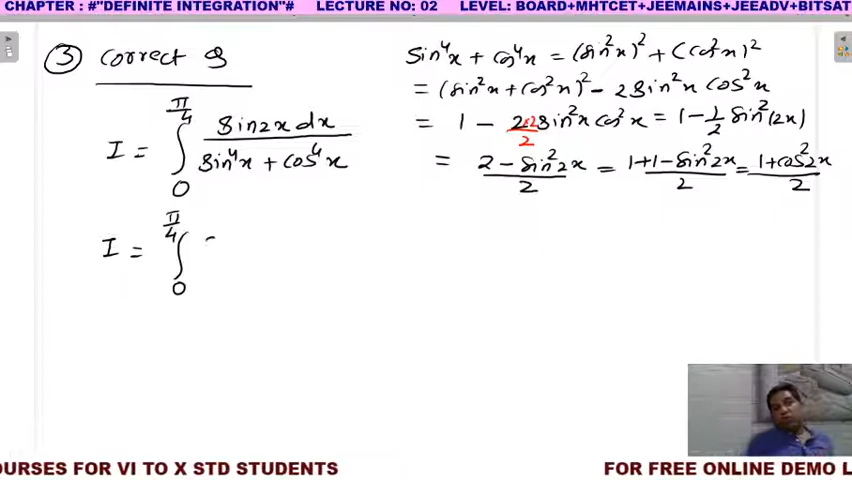 CHAPTER : #"DEFINITE INTEGRATION"# LECTURE NO: 02 LEVEL: BOARD+MHTCET+JEEMAINS+JEEADV+BITSAT
③ Correct Q
I = ∫₀^(π/4) sin2x dx / (sin⁴x + cos⁴x)
I = ∫₀^(π/4)
sin⁴x + cos⁴x = (sin²x)² + (cos²x)²
= (sin²x + cos²x)² - 2 sin²x cos²x
= 1 - (2×2/2) sin²x cos²x = 1 - 1/2 sin²(2x)
= (2 - sin²2x)/2 = (1+1-sin²2x)/2 = (1+cos²2x)/2
OURSES FOR VI TO X STD STUDENTS
FOR FREE ONLINE DEMO L